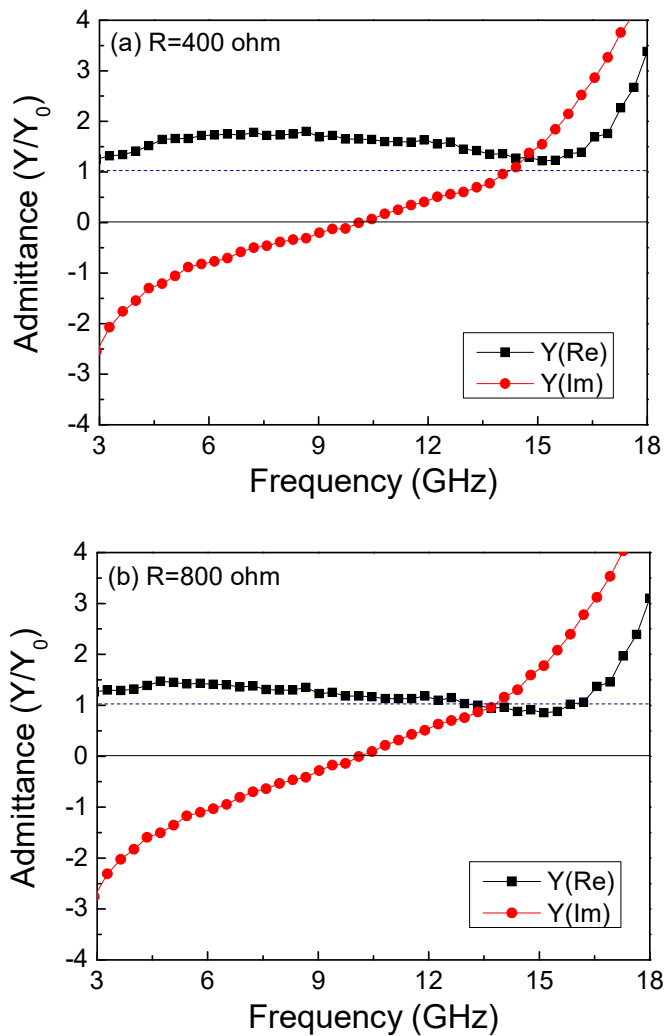 (a) R=400 ohm
Admittance (Y/Y₀)
4
3
2
1
0
-1
-2
-3
-4
Y(Re)
Y(Im)
3 6 9 12 15 18
Frequency (GHz)
(b) R=800 ohm
Admittance (Y/Y₀)
4
3
2
1
0
-1
-2
-3
-4
Y(Re)
Y(Im)
3 6 9 12 15 18
Frequency (GHz)